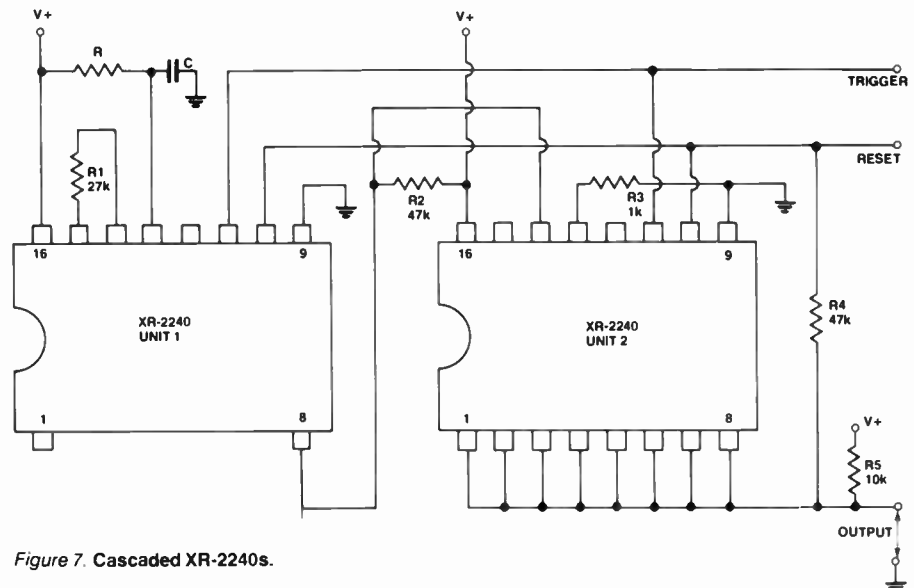 V+
V+
R
C
TRIGGER
R1
27k
RESET
R2
47k
R3
1k
16
9
16
9
XR-2240
UNIT 1
XR-2240
UNIT 2
R4
47k
1
8
1
8
V+
R5
10k
OUTPUT
Figure 7. Cascaded XR-2240s.